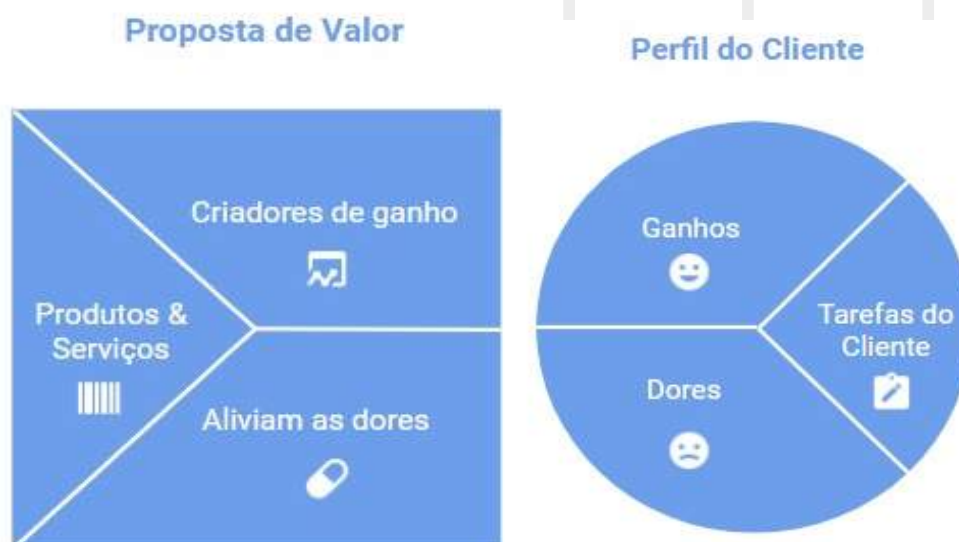 Proposta de Valor
Perfil do Cliente
Criadores de ganho
Produtos &
Serviços
Aliviam as dores
Ganhos
Tarefas do
Cliente
Dores